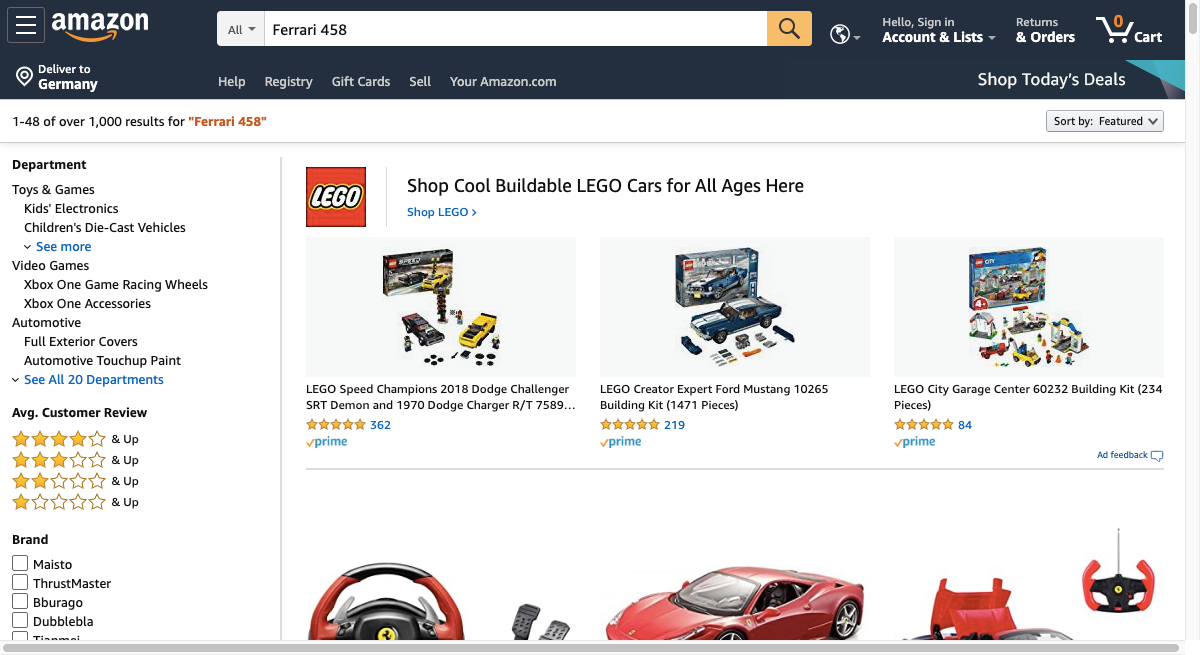 amazon
All
Ferrari 458
Hello, Sign in
Account & Lists
Returns
& Orders
0
Cart
Deliver to
Germany
Help
Registry
Gift Cards
Sell
Your Amazon.com
Shop Today's Deals
1-48 of over 1,000 results for "Ferrari 458"
Sort by: Featured
Department
Toys & Games
Kids' Electronics
Children's Die-Cast Vehicles
See more
Video Games
Xbox One Game Racing Wheels
Xbox One Accessories
Automotive
Full Exterior Covers
Automotive Touchup Paint
See All 20 Departments
Avg. Customer Review
& Up
& Up
& Up
& Up
Brand
Maisto
ThrustMaster
Bburago
Dubblebla
Tianmei
LEGO
Shop Cool Buildable LEGO Cars for All Ages Here
Shop LEGO ›
LEGO Speed Champions 2018 Dodge Challenger
SRT Demon and 1970 Dodge Charger R/T 7589...
362
prime
LEGO Creator Expert Ford Mustang 10265
Building Kit (1471 Pieces)
219
prime
CITY
LEGO City Garage Center 60232 Building Kit (234
Pieces)
84
prime
Ad feedback